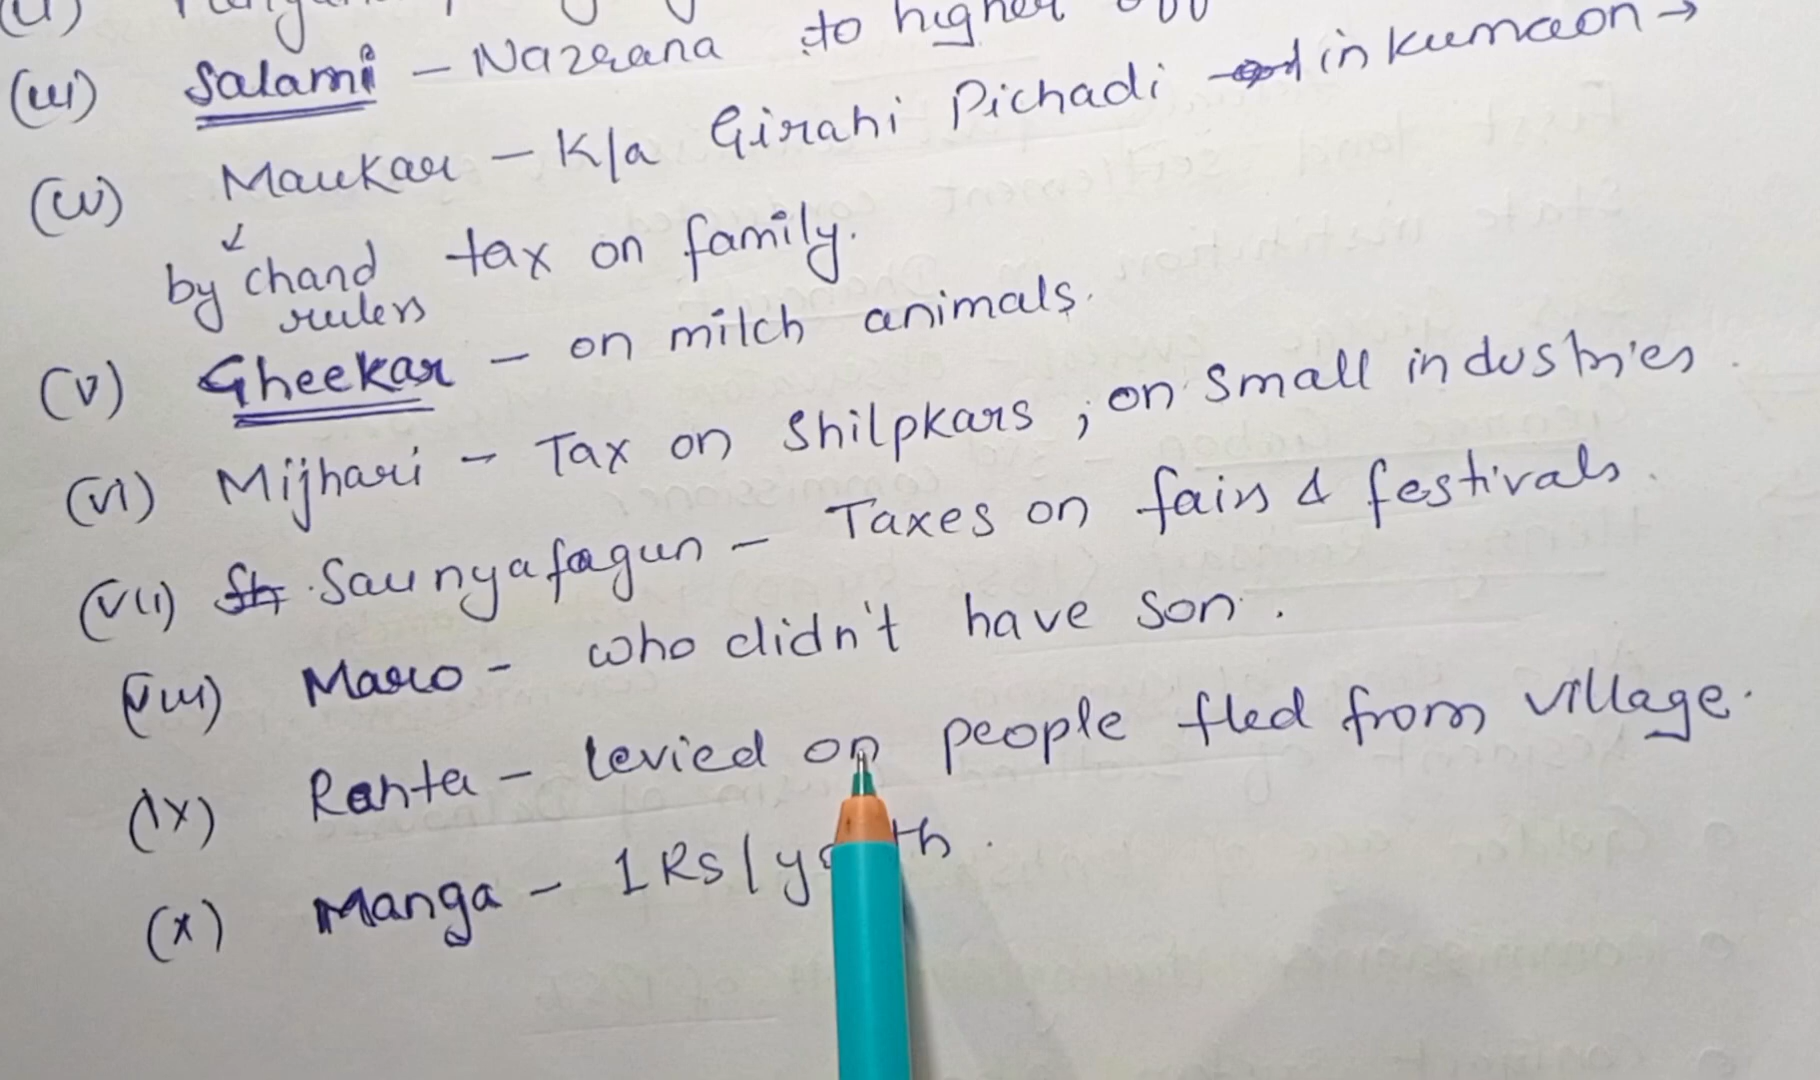 (iii) Salami - Nazrana to higher
(iv) Maukar - K/a Girahi Pichadi in kumaon →
by chand rulers tax on family.
(v) Gheekar - on milch animals.
(vi) Mijhari - Tax on Shilpkars ; on small industries.
(vii) Saunyafagun - Taxes on fairs & festivals.
(viii) Maro - who didn't have son.
(ix) Ranta - levied on people fled from village.
(x) Manga - 1 Rs /